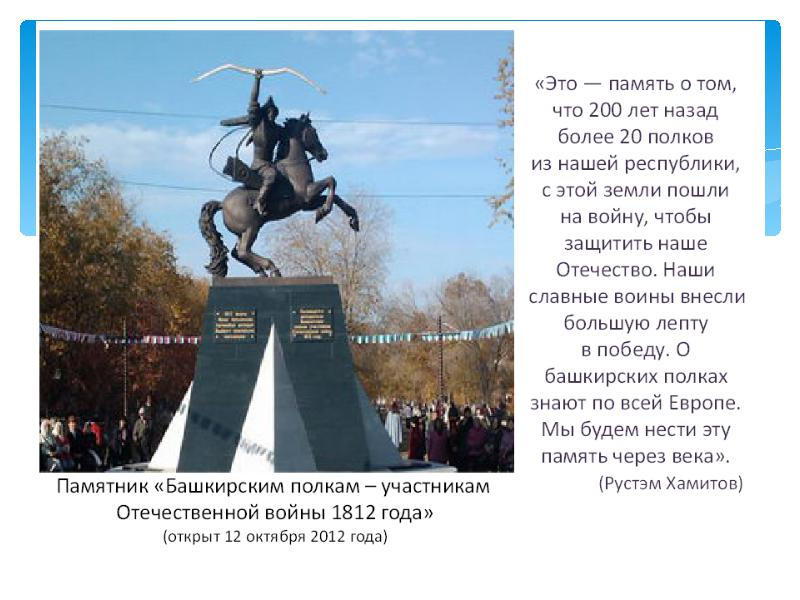 «Это — память о том,
что 200 лет назад
более 20 полков
из нашей республики,
с этой земли пошли
на войну, чтобы
защитить наше
Отечество. Наши
славные воины внесли
большую лепту
в победу. О
башкирских полках
знают по всей Европе.
Мы будем нести эту
память через века».
(Рустэм Хамитов)
Памятник «Башкирским полкам – участникам
Отечественной войны 1812 года»
(открыт 12 октября 2012 года)